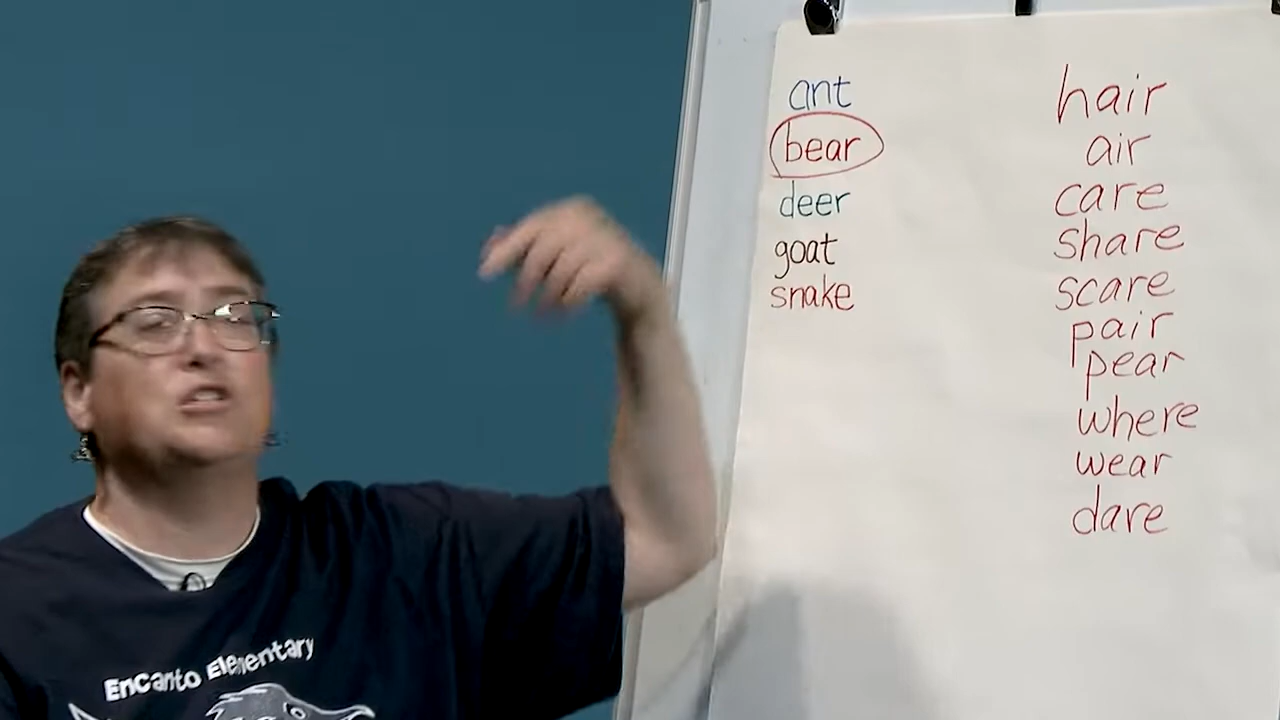 ant
bear
deer
goat
snake
hair
air
care
share
scare
pair
pear
where
wear
dare
Encanto Elementary